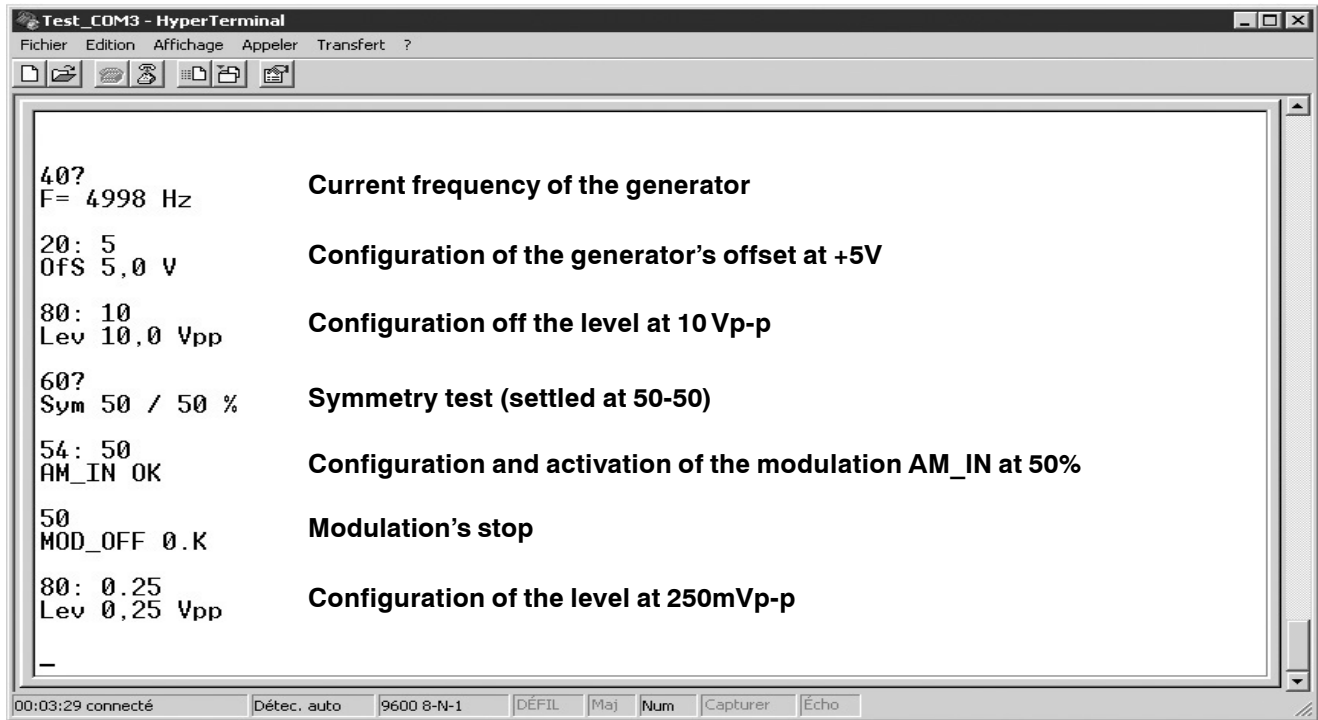 Test_COM3 - HyperTerminal
Fichier Edition Affichage Appeler Transfert ?
40?
F= 4998 Hz
Current frequency of the generator
20: 5
OfS 5,0 V
Configuration of the generator's offset at +5V
80: 10
Lev 10,0 Vpp
Configuration off the level at 10 Vp-p
60?
Sym 50 / 50 %
Symmetry test (settled at 50-50)
54: 50
AM_IN OK
Configuration and activation of the modulation AM_IN at 50%
50
MOD_OFF 0.K
Modulation's stop
80: 0.25
Lev 0,25 Vpp
Configuration of the level at 250mVp-p
_
00:03:29 connecté Détec. auto 9600 8-N-1 DÉFIL Maj Num Capturer Écho